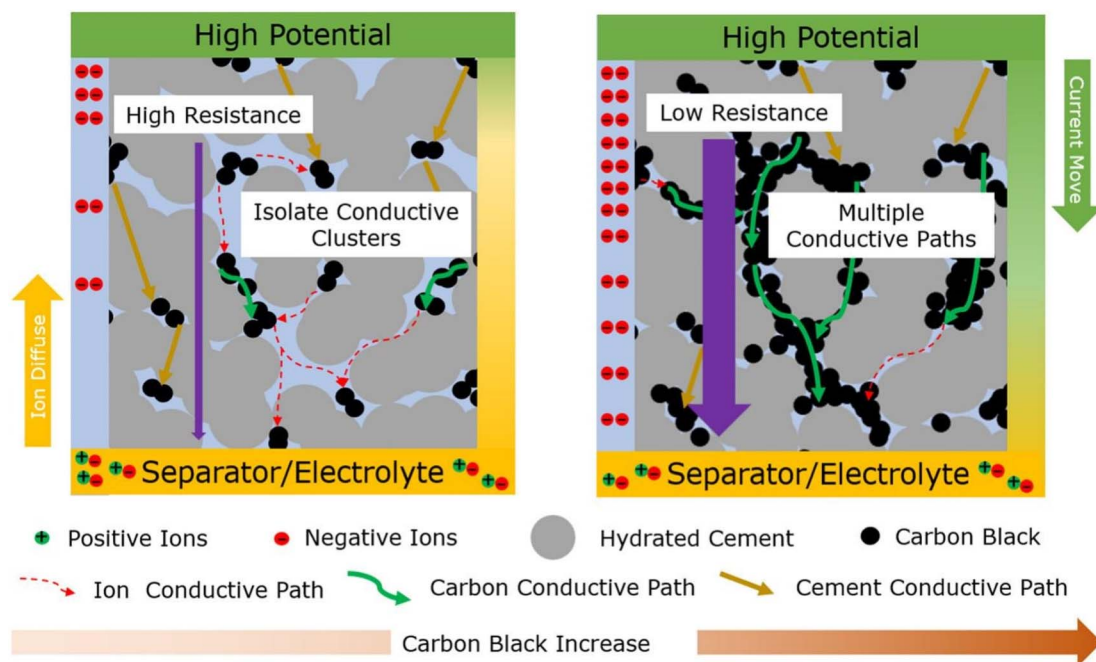 High Potential
High Resistance
Isolate Conductive
Clusters
Ion Diffuse
Separator/Electrolyte
High Potential
Low Resistance
Multiple
Conductive Paths
Current Move
Separator/Electrolyte
Positive Ions
Negative Ions
Hydrated Cement
Carbon Black
Ion Conductive Path
Carbon Conductive Path
Cement Conductive Path
Carbon Black Increase